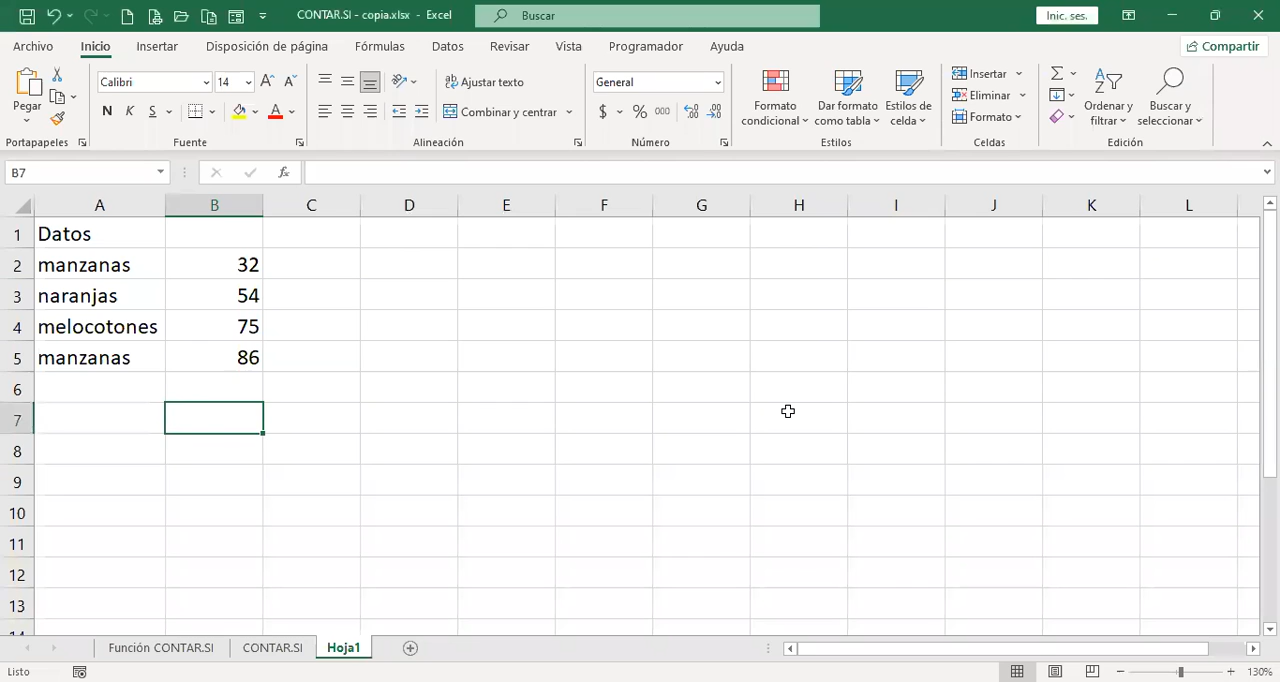 CONTAR.SI - copia.xlsx - Excel
Buscar
Inic. ses.
Archivo Inicio Insertar Disposición de página Fórmulas Datos Revisar Vista Programador Ayuda
Compartir
Pegar
Calibri 14
N K S
Ajustar texto
Combinar y centrar
General
$ % 000
Formato condicional
Dar formato como tabla
Estilos de celda
Insertar
Eliminar
Formato
Ordenar y filtrar
Buscar y seleccionar
Portapapeles Fuente Alineación Número Estilos Celdas Edición
B7 fx
A B C D E F G H I J K L
1 Datos
2 manzanas 32
3 naranjas 54
4 melocotones 75
5 manzanas 86
6
7
8
9
10
11
12
13
14
Función CONTAR.SI CONTAR.SI Hoja1
Listo 130%